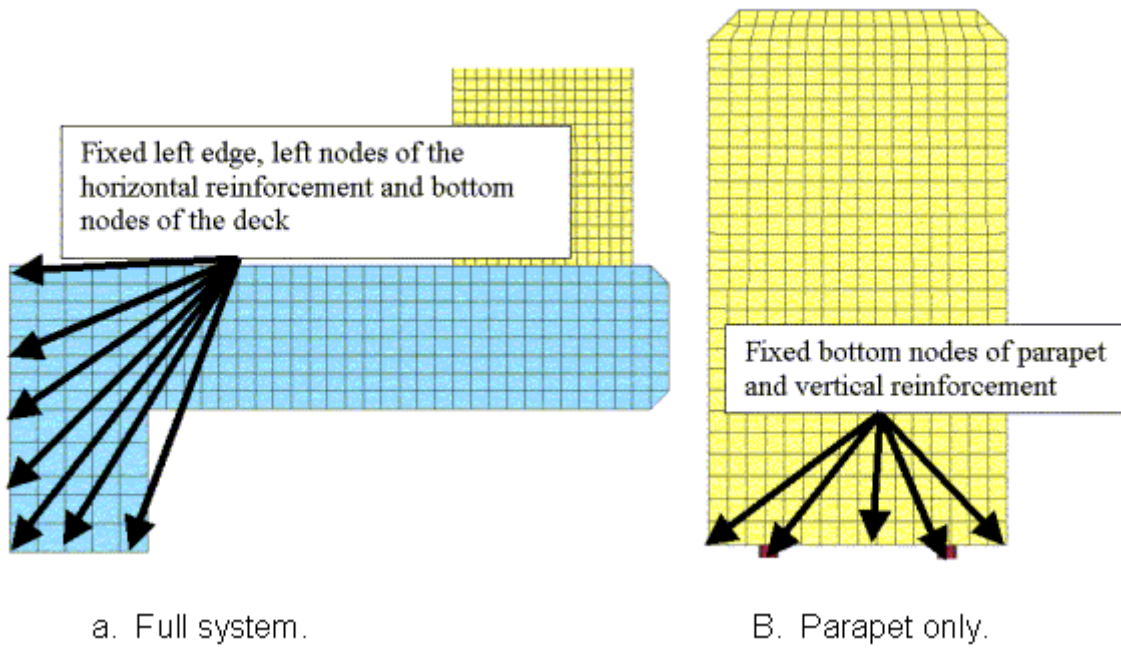 Fixed left edge, left nodes of the
horizontal reinforcement and bottom
nodes of the deck
Fixed bottom nodes of parapet
and vertical reinforcement
a. Full system.
B. Parapet only.